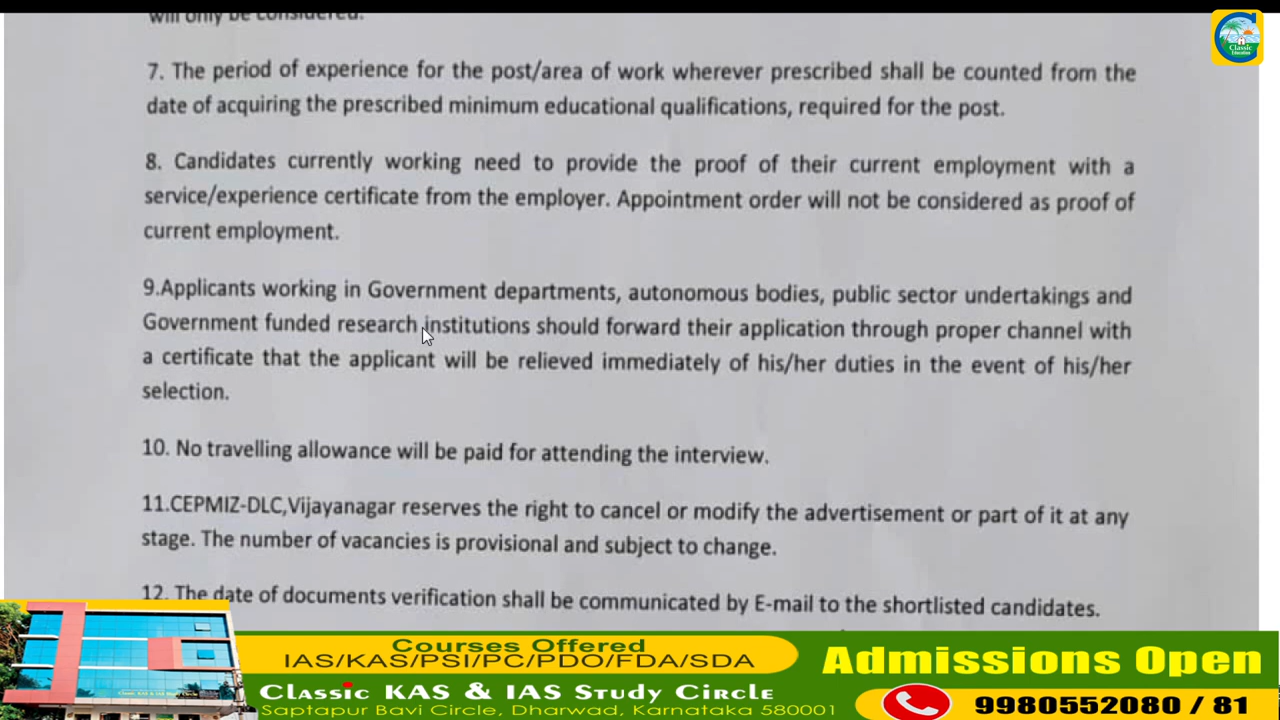 will only be considered.
Classic
Education
7. The period of experience for the post/area of work wherever prescribed shall be counted from the
date of acquiring the prescribed minimum educational qualifications, required for the post.
8. Candidates currently working need to provide the proof of their current employment with a
service/experience certificate from the employer. Appointment order will not be considered as proof of
current employment.
9.Applicants working in Government departments, autonomous bodies, public sector undertakings and
Government funded research institutions should forward their application through proper channel with
a certificate that the applicant will be relieved immediately of his/her duties in the event of his/her
selection.
10. No travelling allowance will be paid for attending the interview.
11.CEPMIZ-DLC,Vijayanagar reserves the right to cancel or modify the advertisement or part of it at any
stage. The number of vacancies is provisional and subject to change.
12. The date of documents verification shall be communicated by E-mail to the shortlisted candidates.
Courses Offered
IAS/KAS/PSI/PC/PDO/FDA/SDA
Classic KAS & IAS Study Circle
Saptapur Bavi Circle, Dharwad, Karnataka 580001
Admissions Open
9980552080 / 81